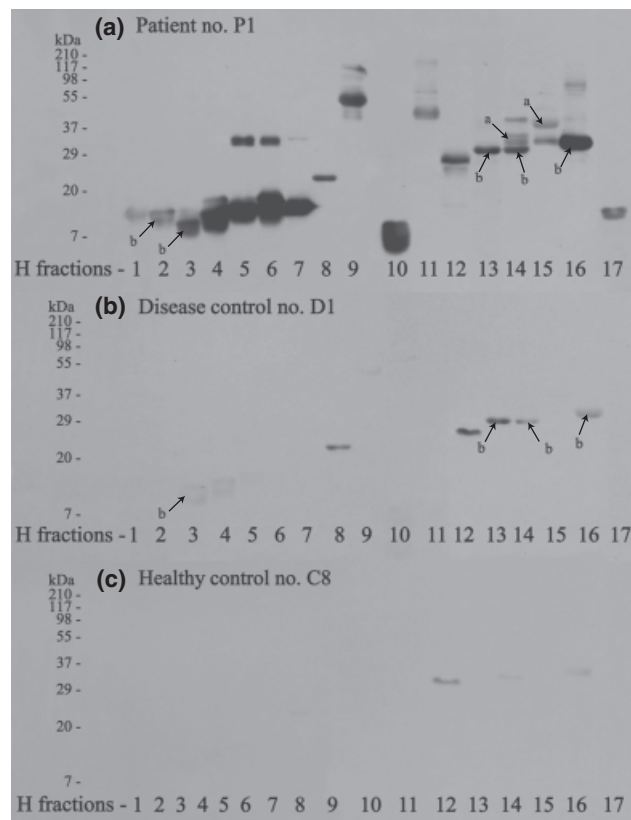 (a) Patient no. P1
kDa
210 -
117 -
98 -
55 -
37 -
29 -
20 -
7 -
a
a
b
b
b
b
b
H fractions - 1 2 3 4 5 6 7 8 9 10 11 12 13 14 15 16 17
(b) Disease control no. D1
kDa
210 -
117 -
98 -
55 -
37 -
29 -
20 -
7 -
b
b
b
b
H fractions - 1 2 3 4 5 6 7 8 9 10 11 12 13 14 15 16 17
(c) Healthy control no. C8
kDa
210 -
117 -
98 -
55 -
37 -
29 -
20 -
7 -
H fractions - 1 2 3 4 5 6 7 8 9 10 11 12 13 14 15 16 17